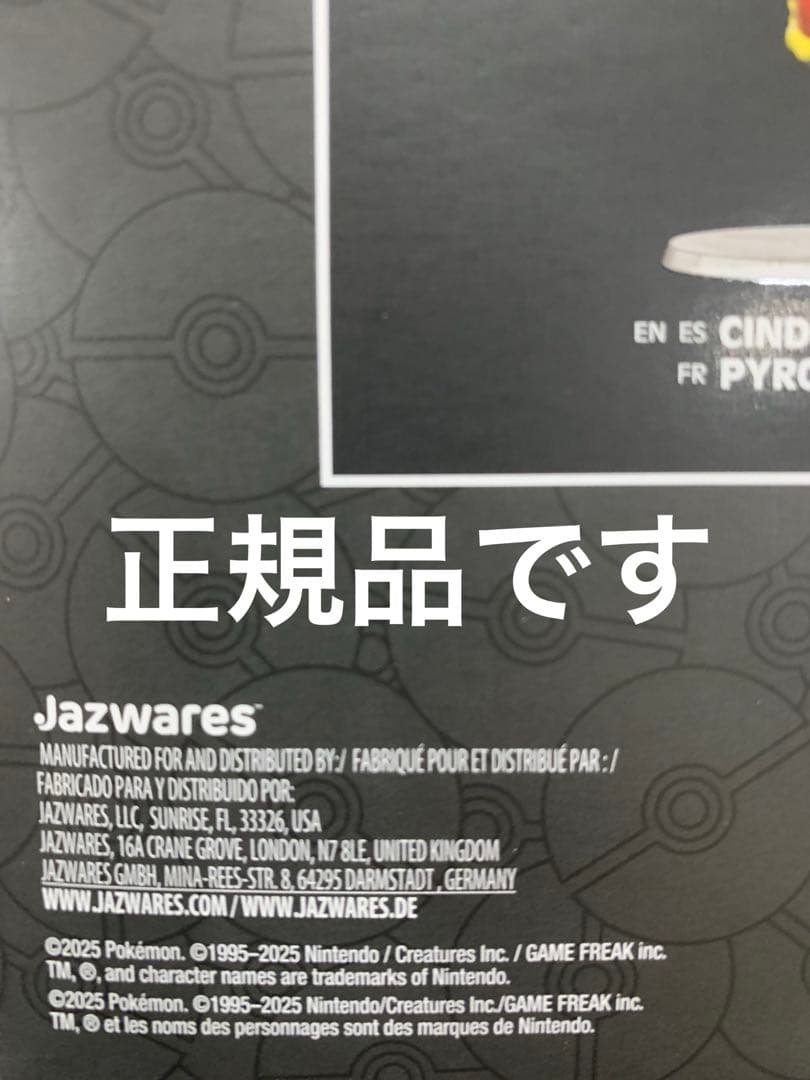 EN ES CIND
FR PYRO
正規品です
Jazwares™
MANUFACTURED FOR AND DISTRIBUTED BY:/ FABRIQUÉ POUR ET DISTRIBUÉ PAR : /
FABRICADO PARA Y DISTRIBUIDO POR:
JAZWARES, LLC, SUNRISE, FL, 33326, USA
JAZWARES, 16A CRANE GROVE, LONDON, N7 8LE, UNITED KINGDOM
JAZWARES GMBH, MINA-REES-STR. 8, 64295 DARMSTADT, GERMANY
WWW.JAZWARES.COM / WWW.JAZWARES.DE
©2025 Pokémon. ©1995–2025 Nintendo / Creatures Inc. / GAME FREAK inc.
TM, ®, and character names are trademarks of Nintendo.
©2025 Pokémon. ©1995–2025 Nintendo/Creatures Inc./GAME FREAK inc.
TM, ® et les noms des personnages sont des marques de Nintendo.